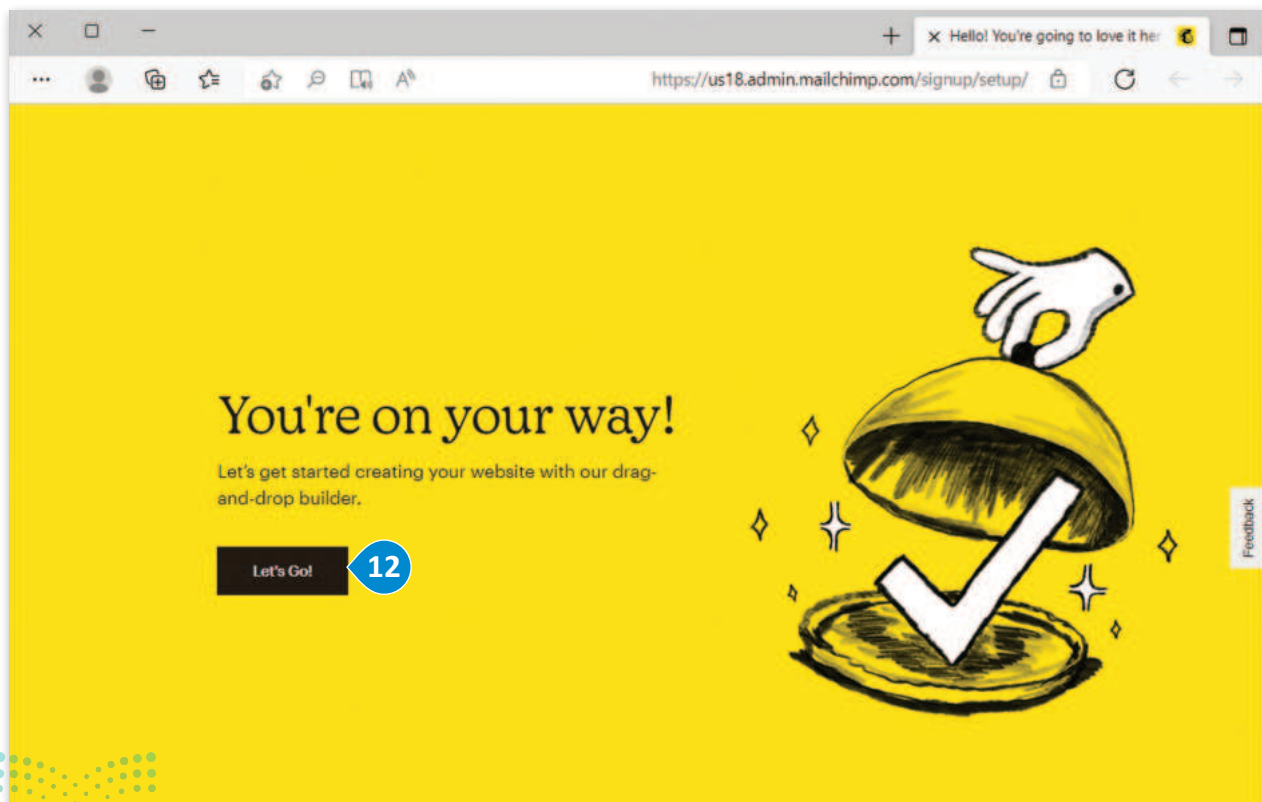 Hello! You're going to love it her
https://us18.admin.mailchimp.com/signup/setup/
You're on your way!
Let's get started creating your website with our drag-
and-drop builder.
Let's Go!
12
Feedback